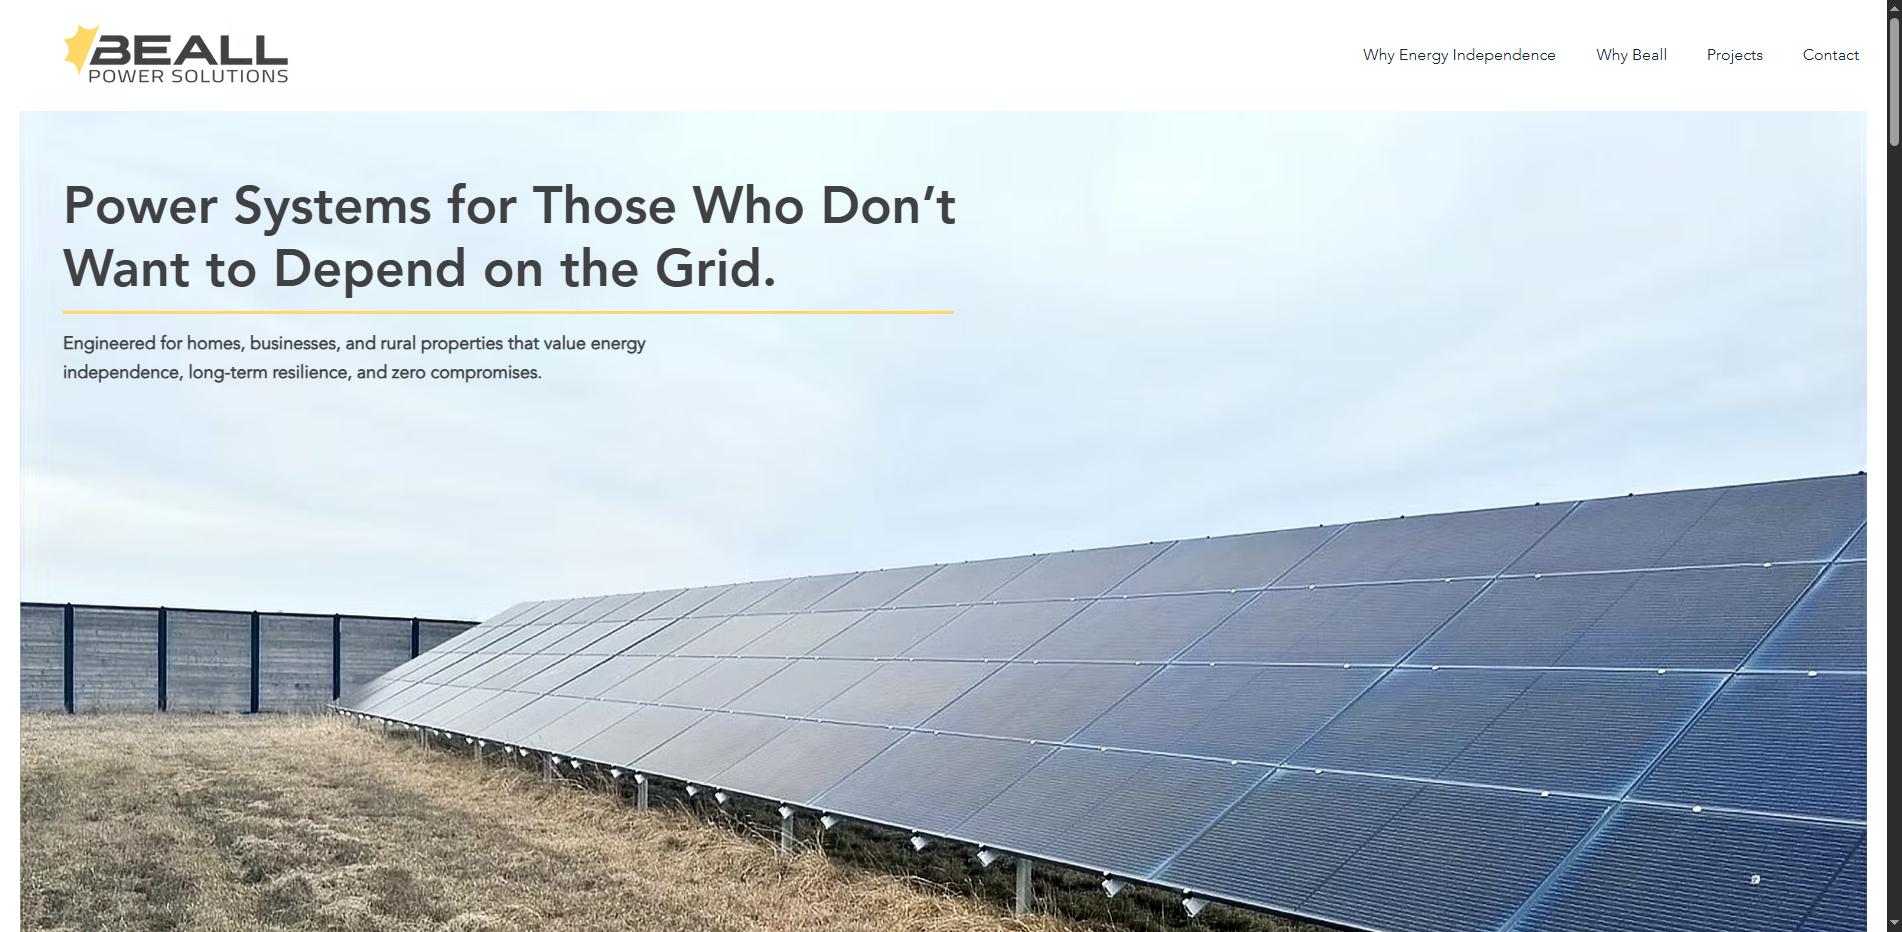 BEALL
POWER SOLUTIONS
Why Energy Independence
Why Beall
Projects
Contact
Power Systems for Those Who Don’t
Want to Depend on the Grid.
Engineered for homes, businesses, and rural properties that value energy
independence, long-term resilience, and zero compromises.